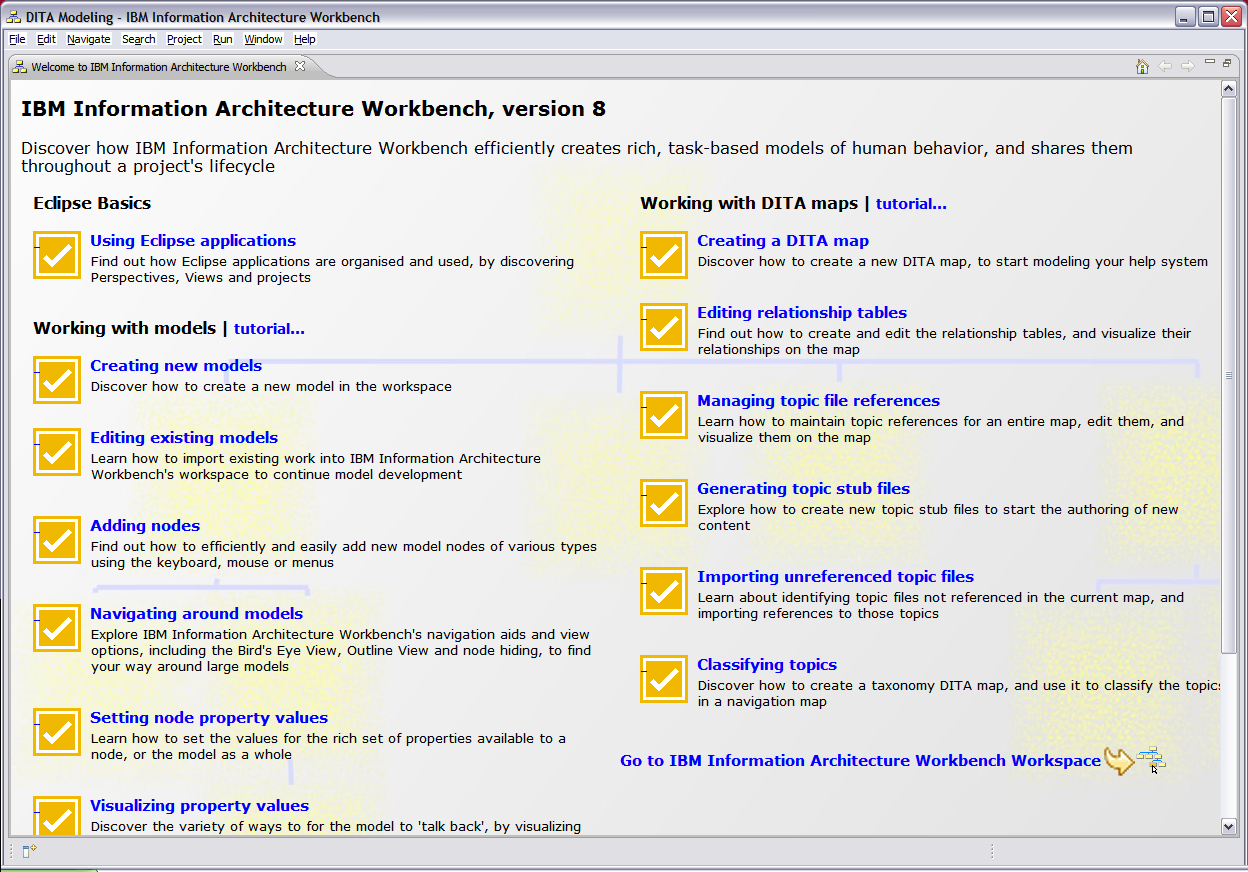 DITA Modeling - IBM Information Architecture Workbench
File Edit Navigate Search Project Run Window Help
Welcome to IBM Information Architecture Workbench
IBM Information Architecture Workbench, version 8
Discover how IBM Information Architecture Workbench efficiently creates rich, task-based models of human behavior, and shares them
throughout a project's lifecycle
Eclipse Basics
Using Eclipse applications
Find out how Eclipse applications are organised and used, by discovering
Perspectives, Views and projects
Working with models | tutorial...
Creating new models
Discover how to create a new model in the workspace
Editing existing models
Learn how to import existing work into IBM Information Architecture
Workbench's workspace to continue model development
Adding nodes
Find out how to efficiently and easily add new model nodes of various types
using the keyboard, mouse or menus
Navigating around models
Explore IBM Information Architecture Workbench's navigation aids and view
options, including the Bird's Eye View, Outline View and node hiding, to find
your way around large models
Setting node property values
Learn how to set the values for the rich set of properties available to a
node, or the model as a whole
Visualizing property values
Discover the variety of ways to for the model to 'talk back', by visualizing
Working with DITA maps | tutorial...
Creating a DITA map
Discover how to create a new DITA map, to start modeling your help system
Editing relationship tables
Find out how to create and edit the relationship tables, and visualize their
relationships on the map
Managing topic file references
Learn how to maintain topic references for an entire map, edit them, and
visualize them on the map
Generating topic stub files
Explore how to create new topic stub files to start the authoring of new
content
Importing unreferenced topic files
Learn about identifying topic files not referenced in the current map, and
importing references to those topics
Classifying topics
Discover how to create a taxonomy DITA map, and use it to classify the topics
in a navigation map
Go to IBM Information Architecture Workbench Workspace